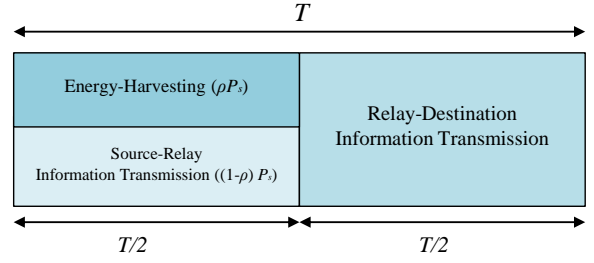 T
Energy-Harvesting (ρPₛ)
Source-Relay
Information Transmission ((1-ρ) Pₛ)
Relay-Destination
Information Transmission
T/2
T/2